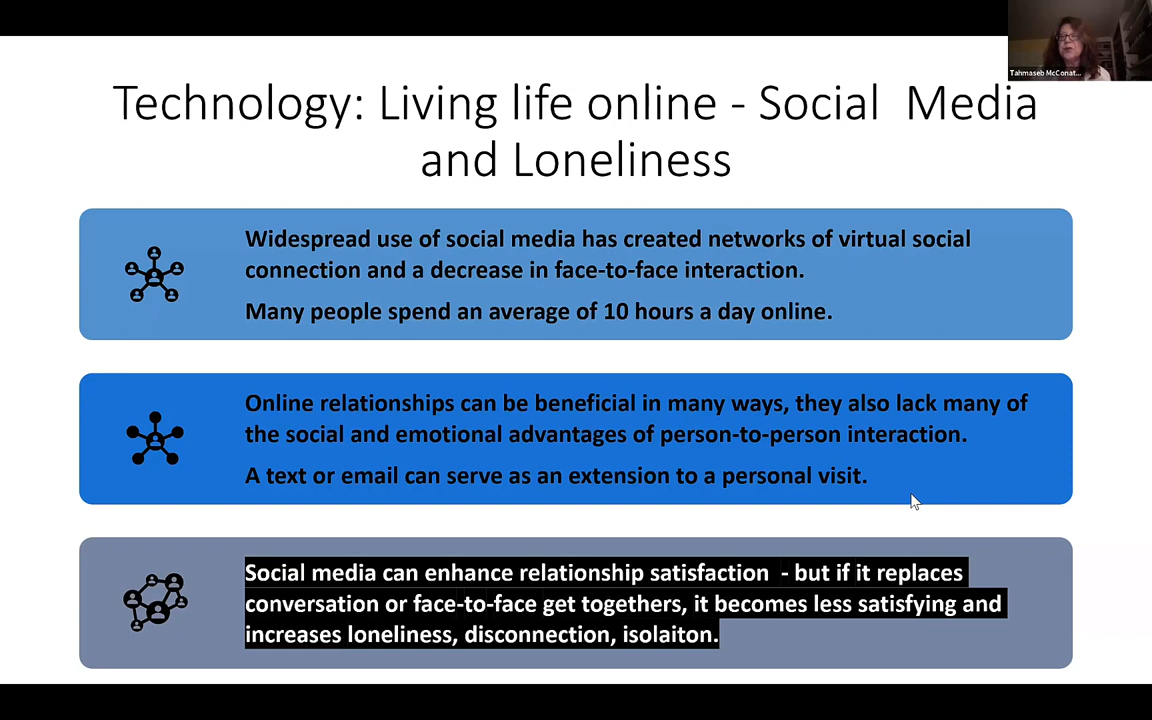 Tahmaseb McConat...
Technology: Living life online - Social  Media
and Loneliness
Widespread use of social media has created networks of virtual social
connection and a decrease in face-to-face interaction.
Many people spend an average of 10 hours a day online.
Online relationships can be beneficial in many ways, they also lack many of
the social and emotional advantages of person-to-person interaction.
A text or email can serve as an extension to a personal visit.
Social media can enhance relationship satisfaction  - but if it replaces
conversation or face-to-face get togethers, it becomes less satisfying and
increases loneliness, disconnection, isolaiton.